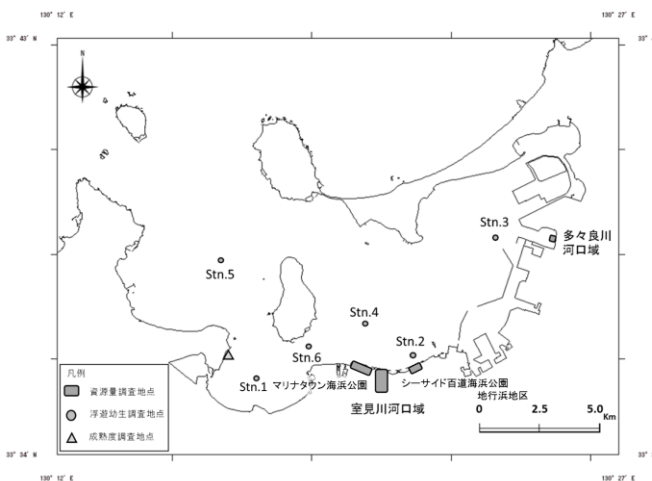 130° 12′ E
130° 27′ E
33° 43′ N
33° 43′ N
N
Stn.3
多々良川
河口域
Stn.5
Stn.4
Stn.2
Stn.6
Stn.1
マリナタウン海浜公園
シーサイド百道海浜公園
地行浜地区
室見川河口域
凡例
資源量調査地点
浮遊幼生調査地点
成熟度調査地点
0 2.5 5.0
Km
33° 34′ N
33° 34′ N
130° 12′ E
130° 27′ E